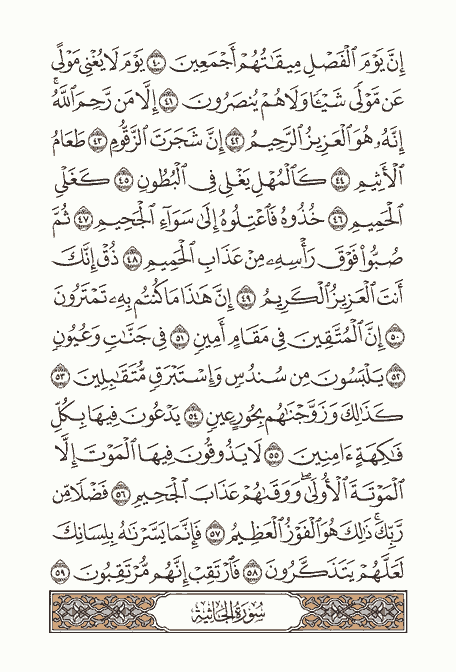 إِنَّ يَوْمَ ٱلْفَصْلِ مِيقَـٰتُهُمْ أَجْمَعِينَ ٤٠ يَوْمَ لَا يُغْنِى مَوْلًى
عَن مَّوْلًى شَيْـًٔا وَلَا هُمْ يُنصَرُونَ ٤١ إِلَّا مَن رَّحِمَ ٱللَّهُ ۚ
إِنَّهُۥ هُوَ ٱلْعَزِيزُ ٱلرَّحِيمُ ٤٢ إِنَّ شَجَرَتَ ٱلزَّقُّومِ ٤٣ طَعَامُ
ٱلْأَثِيمِ ٤٤ كَٱلْمُهْلِ يَغْلِى فِى ٱلْبُطُونِ ٤٥ كَغَلْىِ
ٱلْحَمِيمِ ٤٦ خُذُوهُ فَٱعْتِلُوهُ إِلَىٰ سَوَآءِ ٱلْجَحِيمِ ٤٧ ثُمَّ
صُبُّوا۟ فَوْقَ رَأْسِهِۦ مِنْ عَذَابِ ٱلْحَمِيمِ ٤٨ ذُقْ إِنَّكَ
أَنتَ ٱلْعَزِيزُ ٱلْكَرِيمُ ٤٩ إِنَّ هَـٰذَا مَا كُنتُم بِهِۦ تَمْتَرُونَ
٥٠ إِنَّ ٱلْمُتَّقِينَ فِى مَقَامٍ أَمِينٍ ٥١ فِى جَنَّـٰتٍ وَعُيُونٍ
٥٢ يَلْبَسُونَ مِن سُندُسٍ وَإِسْتَبْرَقٍ مُّتَقَـٰبِلِينَ ٥٣
كَذَٰلِكَ وَزَوَّجْنَـٰهُم بِحُورٍ عِينٍ ٥٤ يَدْعُونَ فِيهَا بِكُلِّ
فَـٰكِهَةٍ ءَامِنِينَ ٥٥ لَا يَذُوقُونَ فِيهَا ٱلْمَوْتَ إِلَّا
ٱلْمَوْتَةَ ٱلْأُولَىٰ ۖ وَوَقَىٰهُمْ عَذَابَ ٱلْجَحِيمِ ٥٦ فَضْلًا مِّن
رَّبِّكَ ۚ ذَٰلِكَ هُوَ ٱلْفَوْزُ ٱلْعَظِيمُ ٥٧ فَإِنَّمَا يَسَّرْنَـٰهُ بِلِسَانِكَ
لَعَلَّهُمْ يَتَذَكَّرُونَ ٥٨ فَٱرْتَقِبْ إِنَّهُم مُّرْتَقِبُونَ ٥٩
سُورَةُ الجَاثِيَةِ